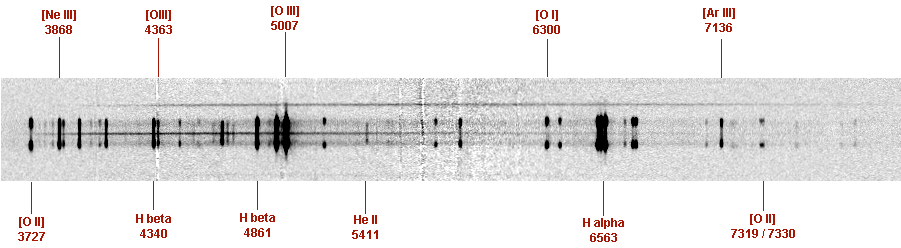 [Ne III]
3868
[OIII]
4363
[O III]
5007
[O I]
6300
[Ar III]
7136
[O II]
3727
H beta
4340
H beta
4861
He II
5411
H alpha
6563
[O II]
7319 / 7330